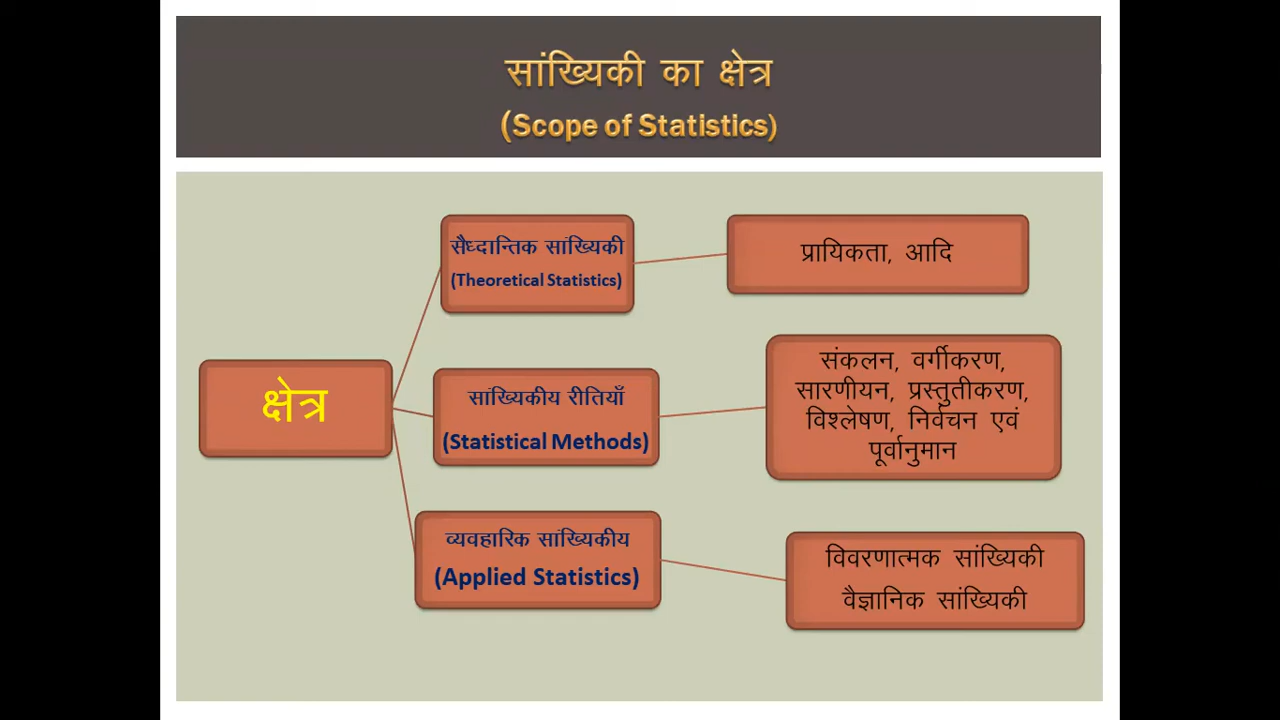 सांख्यिकी का क्षेत्र
(Scope of Statistics)
सैध्दान्तिक सांख्यिकी
(Theoretical Statistics)
प्रायिकता, आदि
क्षेत्र
सांख्यिकीय रीतियाँ
(Statistical Methods)
संकलन, वर्गीकरण,
सारणीयन, प्रस्तुतीकरण,
विश्लेषण, निर्वचन एवं
पूर्वानुमान
व्यवहारिक सांख्यिकीय
(Applied Statistics)
विवरणात्मक सांख्यिकी
वैज्ञानिक सांख्यिकी